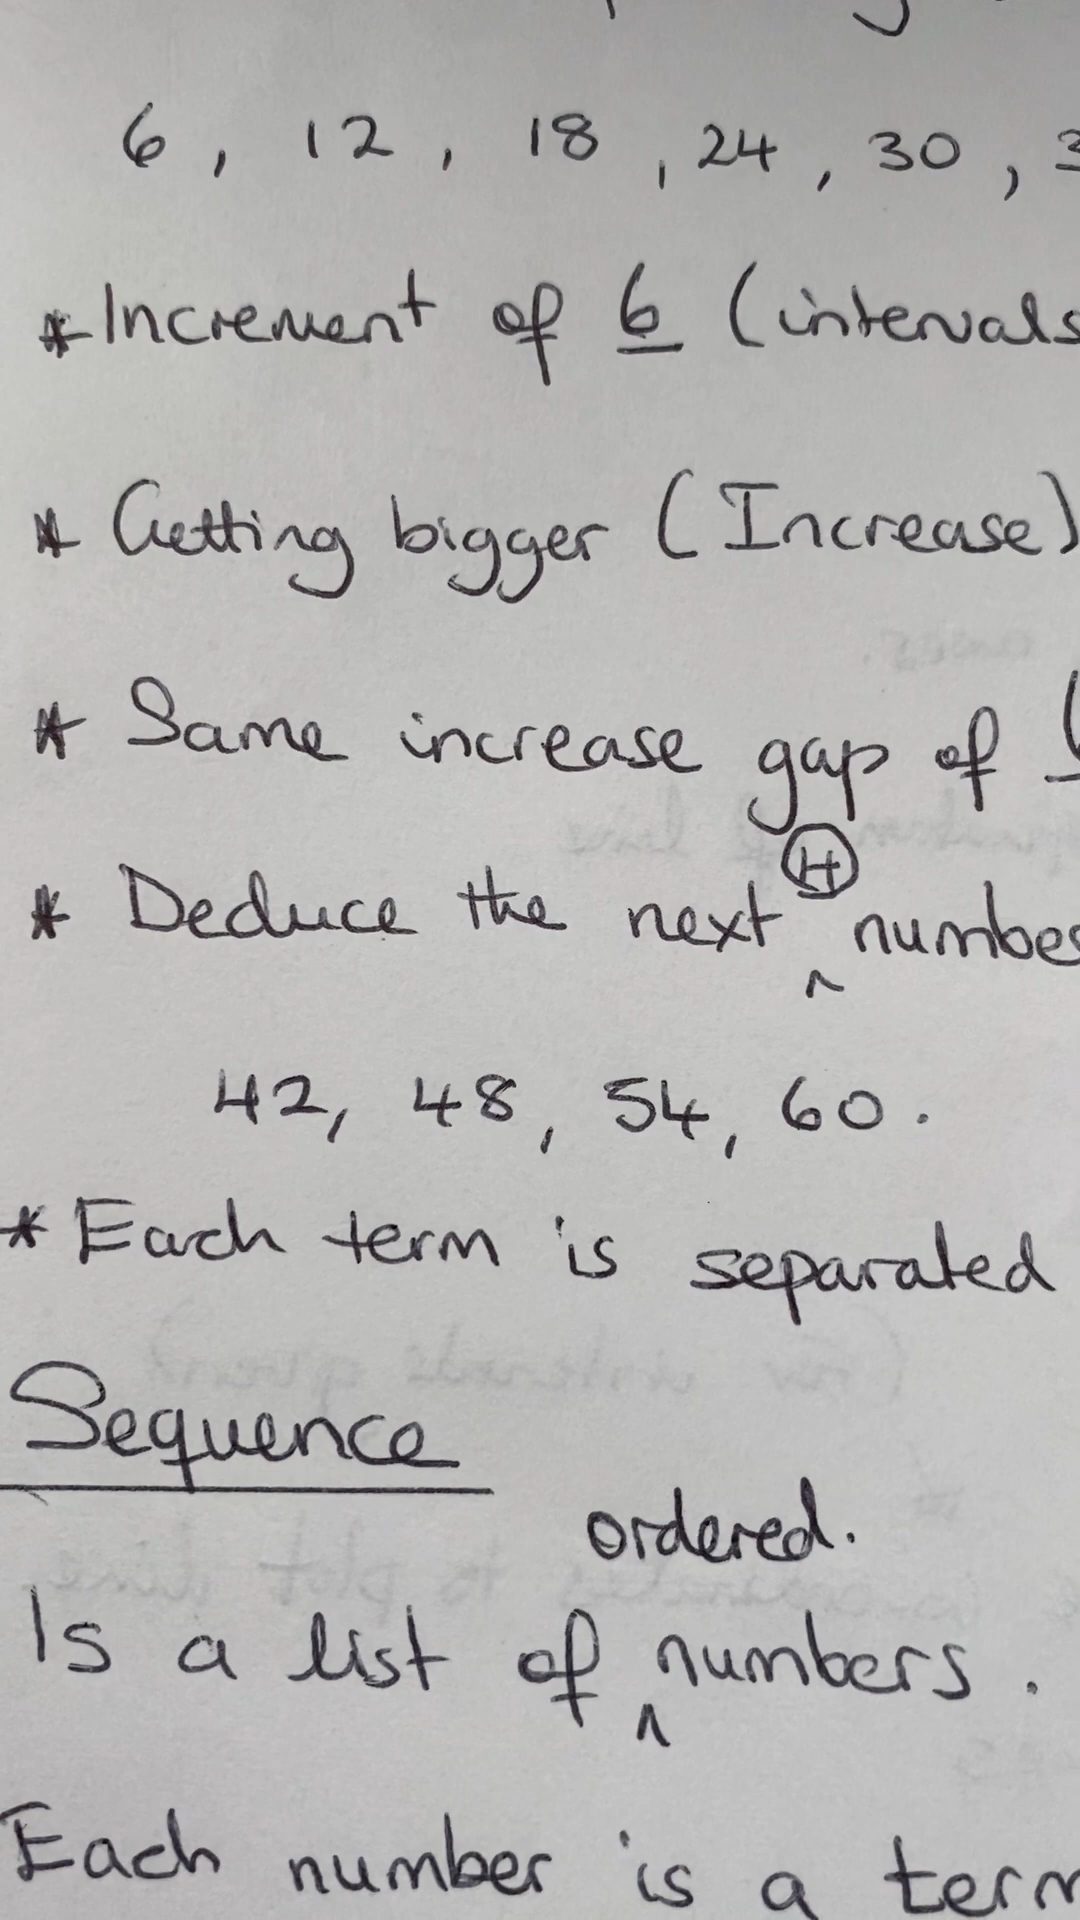 6, 12, 18, 24, 30, 3
* Increment of 6 (intervals
* Getting bigger (Increase)
* Same increase gap of
* Deduce the next ^ 4 number
42, 48, 54, 60.
* Each term is separated
Sequence
ordered.
Is a list of ^ numbers.
Each number is a term